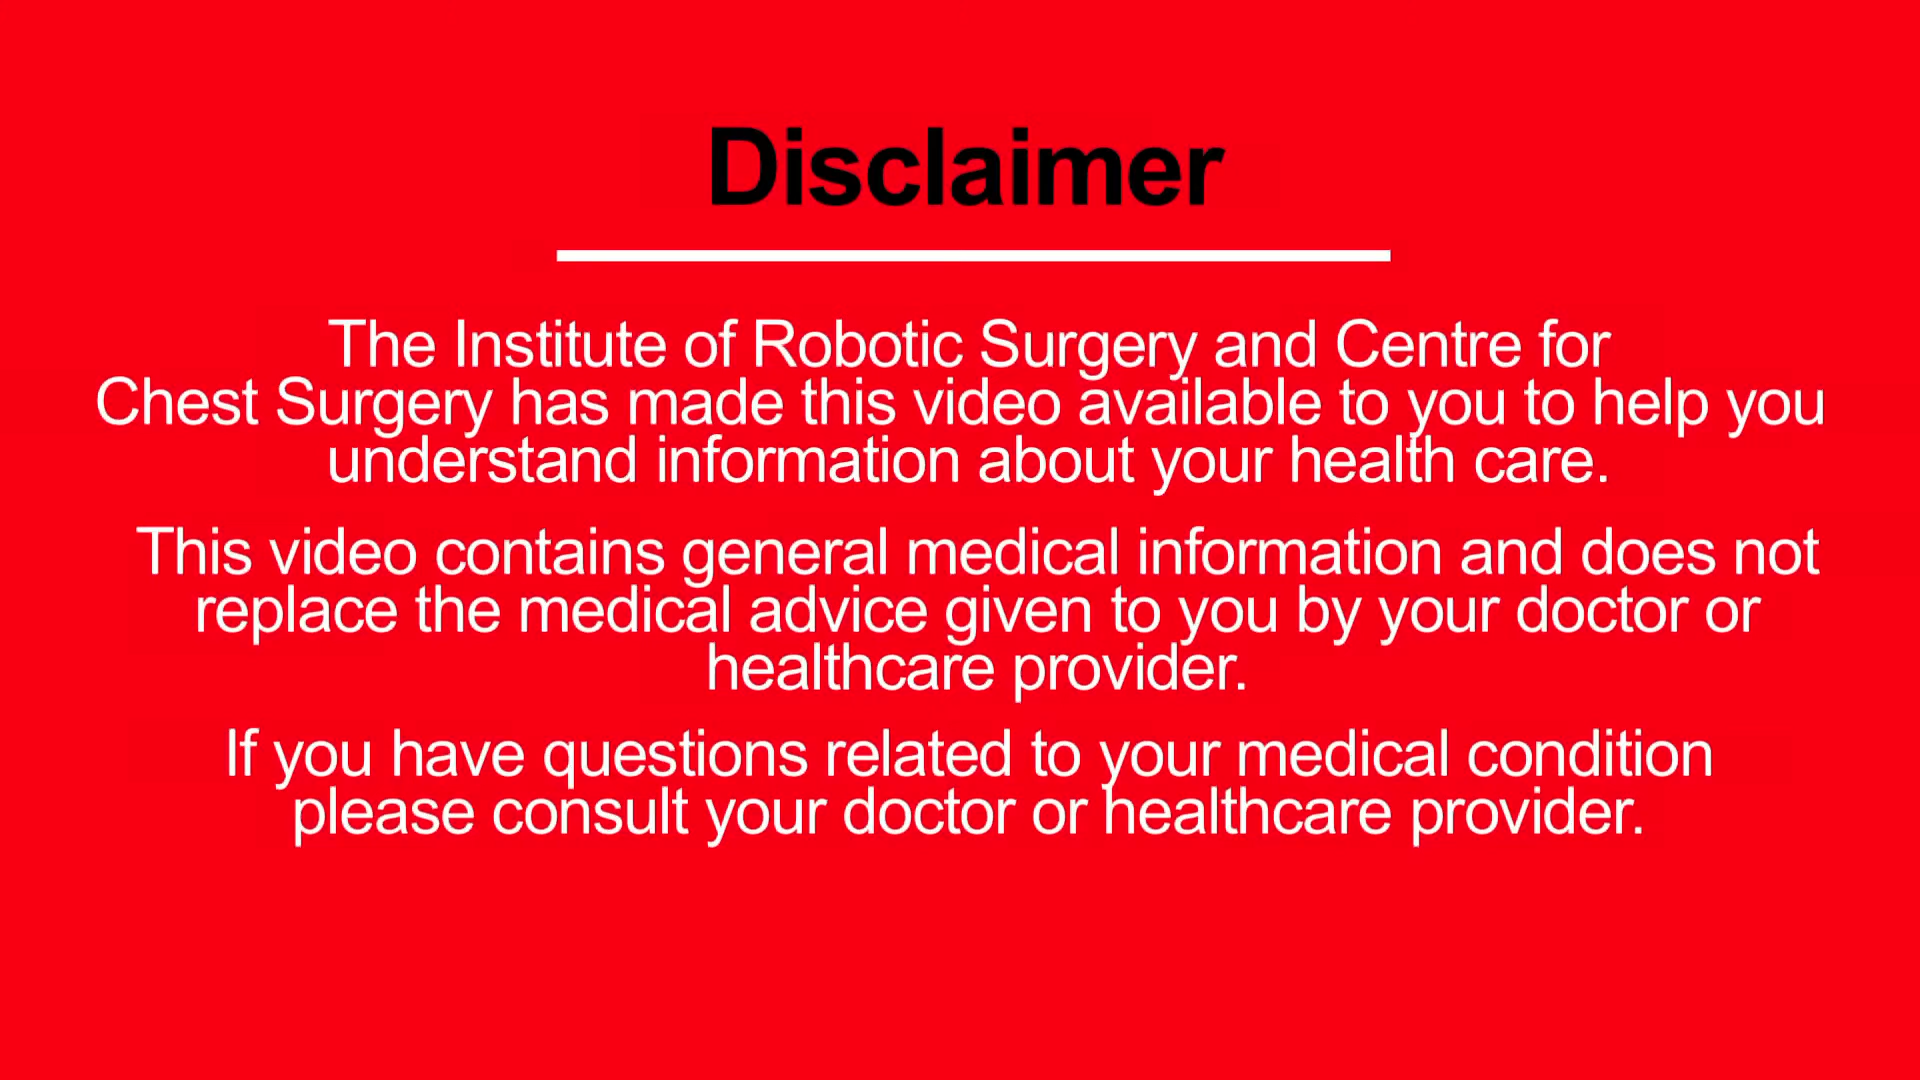 Disclaimer
The Institute of Robotic Surgery and Centre for
Chest Surgery has made this video available to you to help you
understand information about your health care.
This video contains general medical information and does not
replace the medical advice given to you by your doctor or
healthcare provider.
If you have questions related to your medical condition
please consult your doctor or healthcare provider.